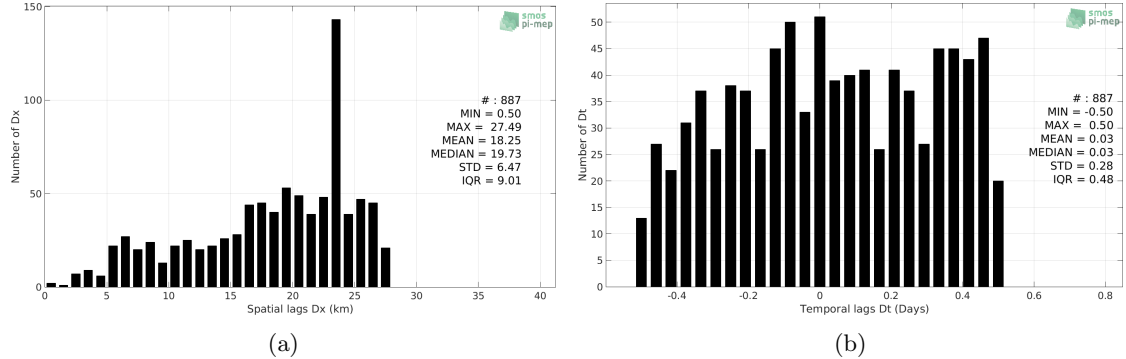 150
100
50
0
Number of Dx
0 5 10 15 20 25 30 35 40
Spatial lags Dx (km)
smos
pi-mep
# : 887
MIN = 0.50
MAX = 27.49
MEAN = 18.25
MEDIAN = 19.73
STD = 6.47
IQR = 9.01
(a)
50
45
40
35
30
25
20
15
10
5
0
Number of Dt
-0.4 -0.2 0 0.2 0.4 0.6 0.8
Temporal lags Dt (Days)
smos
pi-mep
# : 887
MIN = -0.50
MAX = 0.50
MEAN = 0.03
MEDIAN = 0.03
STD = 0.28
IQR = 0.48
(b)